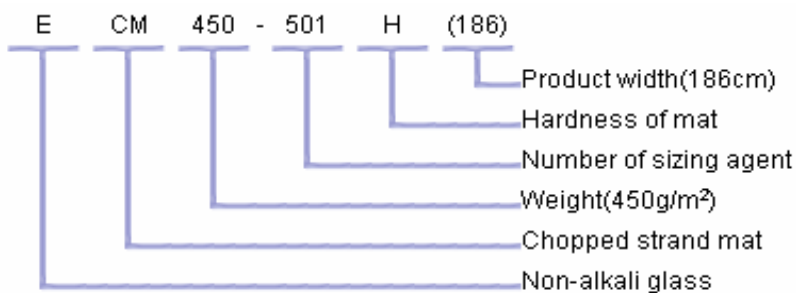 E CM 450 - 501 H (186)
Product width(186cm)
Hardness of mat
Number of sizing agent
Weight(450g/m²)
Chopped strand mat
Non-alkali glass